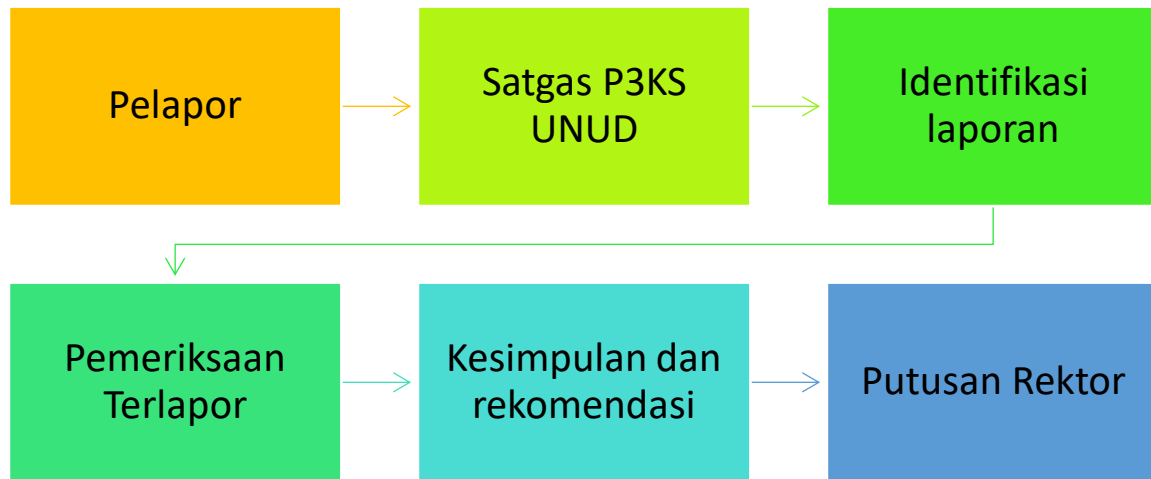 Pelapor
Satgas P3KS
UNUD
Identifikasi
laporan
Pemeriksaan
Terlapor
Kesimpulan dan
rekomendasi
Putusan Rektor